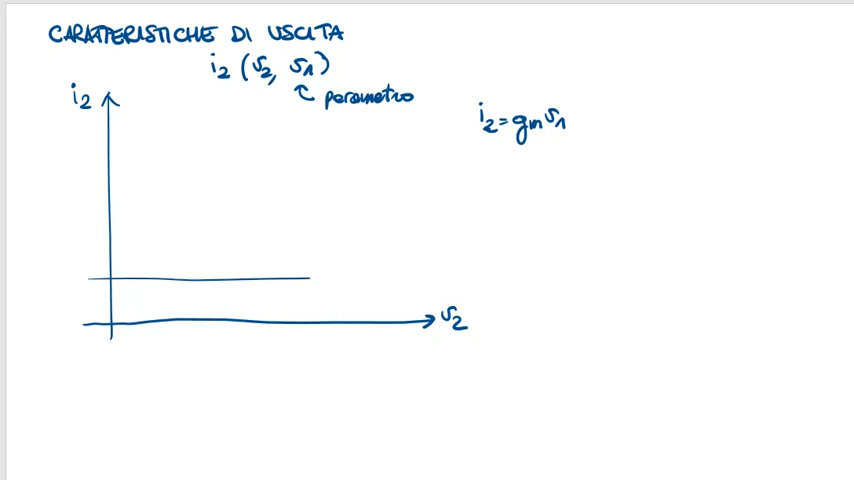 CARATTERISTICHE DI USCITA
i2 (v2, v1)
parametro
i2
i2 = gm v1
v2